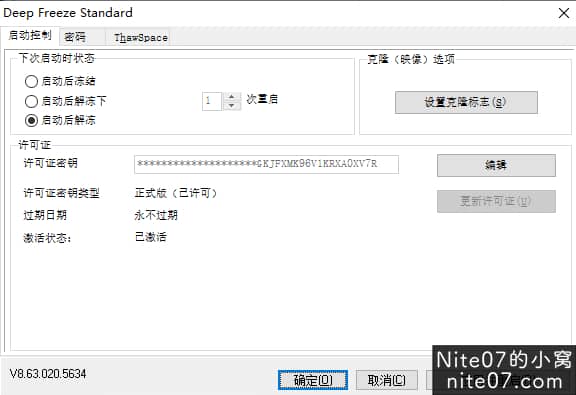 Deep Freeze Standard
启动控制 密码 ThawSpace
下次启动时状态
启动后冻结
启动后解冻下 1 次重启
启动后解冻
克隆（映像）选项
设置克隆标志(S)
许可证
许可证密钥 ********************GKJFXMK96V1KRXA0XV7R 编辑
许可证密钥类型 正式版（已许可） 更新许可证(U)
过期日期 永不过期
激活状态： 已激活
V8.63.020.5634
确定(O) 取消(C)
Nite07的小窝
nite07.com